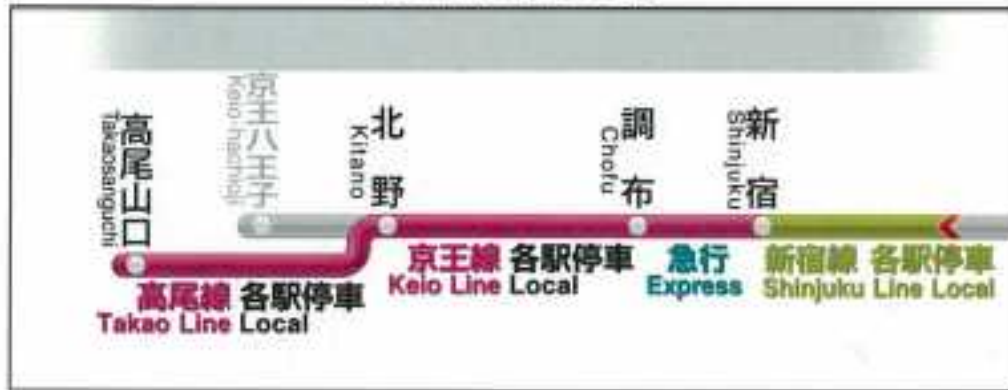 高尾山口
Takaosanguchi
京王八王子
Keio-hachioji
北野
Kitano
調布
Chofu
新宿
Shinjuku
京王線 各駅停車 急行 新宿線 各駅停車
Keio Line Local Express Shinjuku Line Local
高尾線 各駅停車
Takao Line Local